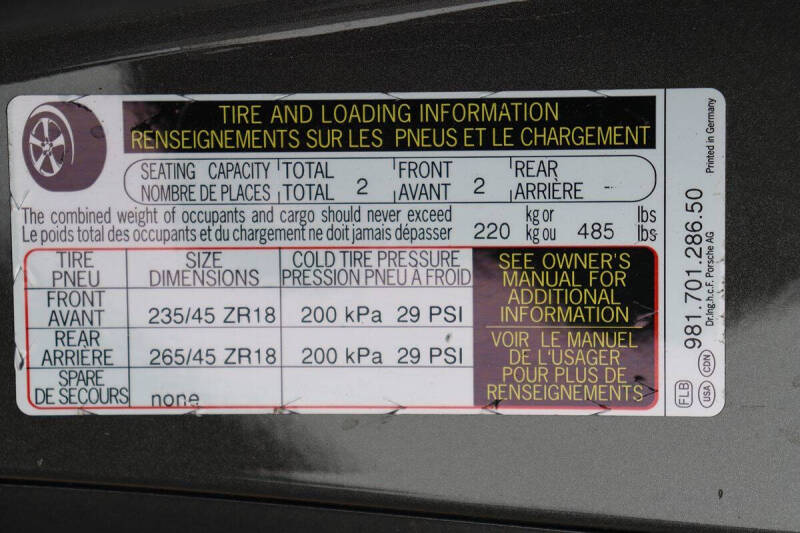 TIRE AND LOADING INFORMATION
RENSEIGNEMENTS SUR LES PNEUS ET LE CHARGEMENT
SEATING CAPACITY TOTAL FRONT REAR
NOMBRE DE PLACES TOTAL 2 AVANT 2 ARRIÈRE --
The combined weight of occupants and cargo should never exceed kg or lbs
Le poids total des occupants et du chargement ne doit jamais dépasser 220 kg ou 485 lbs
TIRE SIZE COLD TIRE PRESSURE
PNEU DIMENSIONS PRESSION PNEU A FROID
FRONT
AVANT 235/45 ZR18 200 kPa 29 PSI
REAR
ARRIÈRE 265/45 ZR18 200 kPa 29 PSI
SPARE
DE SECOURS none
SEE OWNER'S
MANUAL FOR
ADDITIONAL
INFORMATION
VOIR LE MANUEL
DE L'USAGER
POUR PLUS DE
RENSEIGNEMENTS
Printed in Germany
981.701.286.50
Dr.Ing.h.c.F. Porsche AG
FLB USA CDN